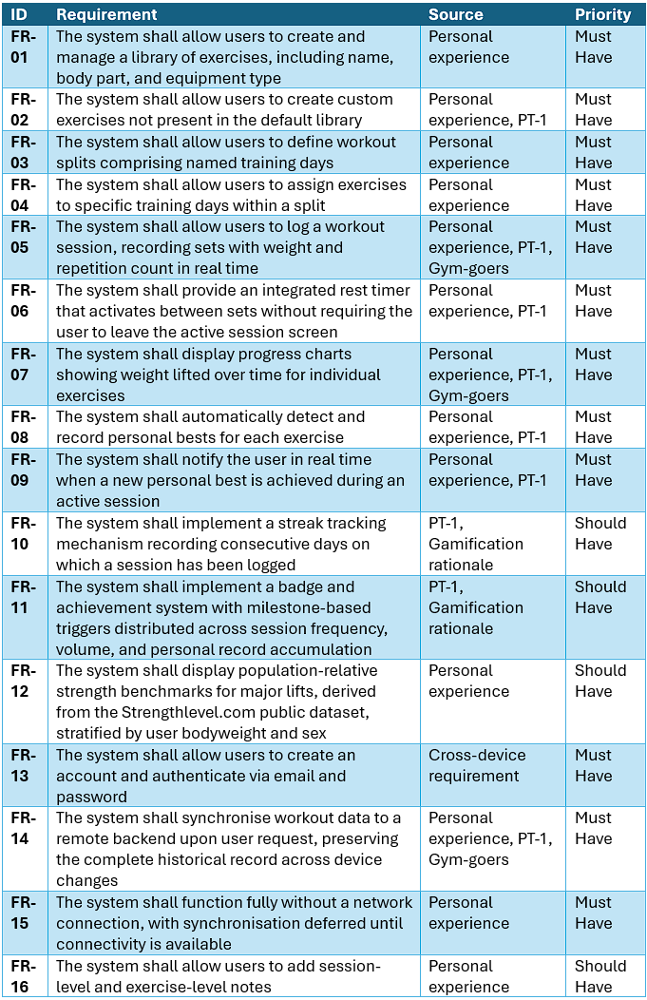 ID Requirement Source Priority
FR- The system shall allow users to create and Personal Must
01 manage a library of exercises, including name, experience Have
body part, and equipment type
FR- The system shall allow users to create custom Personal Must
02 exercises not present in the default library experience, PT-1 Have
FR- The system shall allow users to define workout Personal Must
03 splits comprising named training days experience Have
FR- The system shall allow users to assign exercises Personal Must
04 to specific training days within a split experience Have
FR- The system shall allow users to log a workout Personal Must
05 session, recording sets with weight and experience, PT-1, Have
repetition count in real time Gym-goers
FR- The system shall provide an integrated rest timer Personal Must
06 that activates between sets without requiring the experience, PT-1 Have
user to leave the active session screen
FR- The system shall display progress charts Personal Must
07 showing weight lifted over time for individual experience, PT-1, Have
exercises Gym-goers
FR- The system shall automatically detect and Personal Must
08 record personal bests for each exercise experience, PT-1 Have
FR- The system shall notify the user in real time Personal Must
09 when a new personal best is achieved during an experience, PT-1 Have
active session
FR- The system shall implement a streak tracking PT-1, Should
10 mechanism recording consecutive days on Gamification Have
which a session has been logged rationale
FR- The system shall implement a badge and PT-1, Should
11 achievement system with milestone-based Gamification Have
triggers distributed across session frequency, rationale
volume, and personal record accumulation
FR- The system shall display population-relative Personal Should
12 strength benchmarks for major lifts, derived experience Have
from the Strengthlevel.com public dataset,
stratified by user bodyweight and sex
FR- The system shall allow users to create an Cross-device Must
13 account and authenticate via email and requirement Have
password
FR- The system shall synchronise workout data to a Personal Must
14 remote backend upon user request, preserving experience, PT-1, Have
the complete historical record across device Gym-goers
changes
FR- The system shall function fully without a network Personal Must
15 connection, with synchronisation deferred until experience Have
connectivity is available
FR- The system shall allow users to add session- Personal Should
16 level and exercise-level notes experience Have